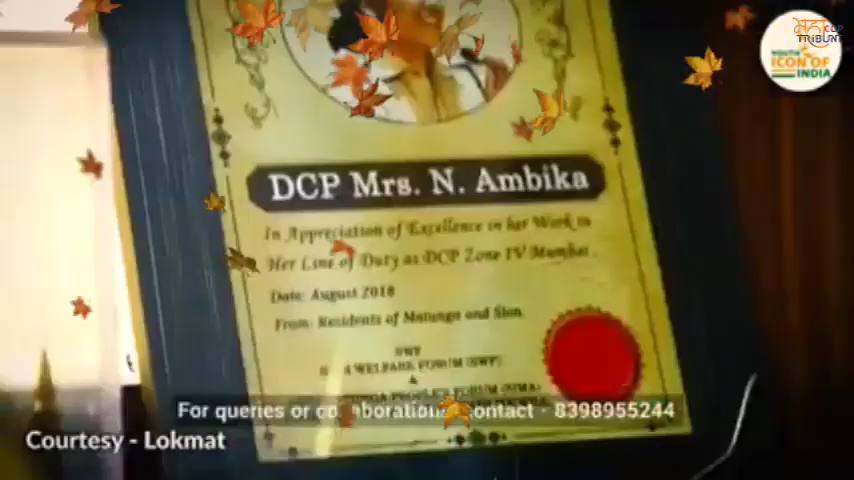 TRIBUNE
YOUTH
ICON OF
INDIA
DCP Mrs. N. Ambika
In Appreciation of Excellence in her Work in
Her Line of Duty as DCP Zone IV Mumbai.
Date: August 2018
From: Residents of Matunga and Sion
WELFARE FORUM (SWF)
&
PEOPLE'S FORUM
For queries or collaborations contact - 8398955244
Courtesy - Lokmat